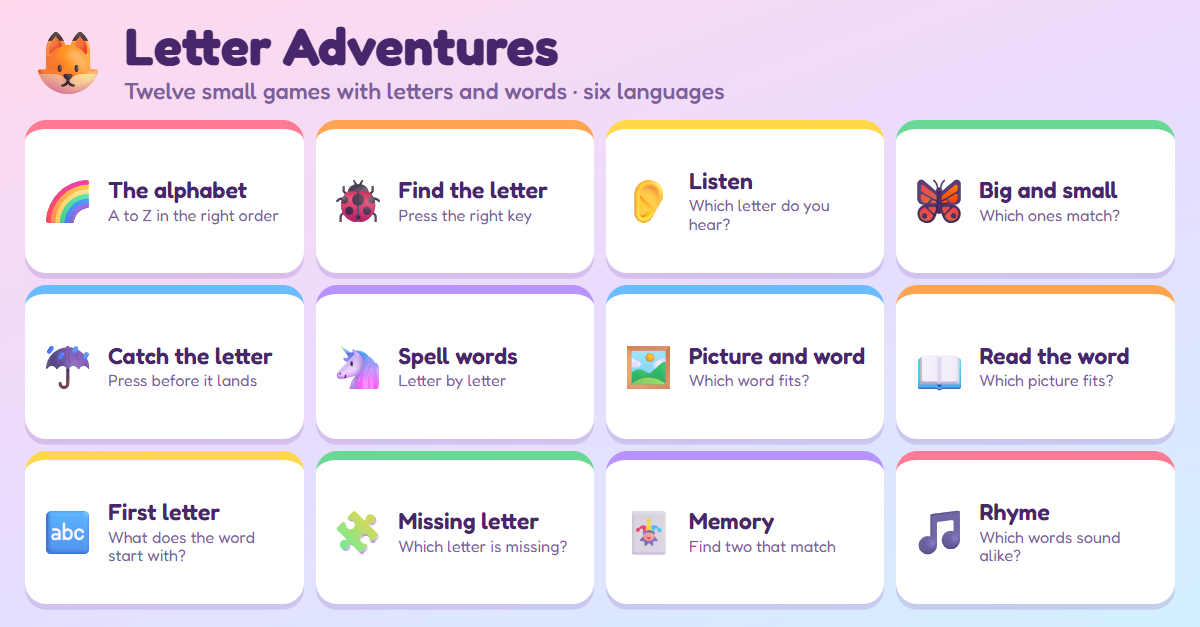 Letter Adventures
Twelve small games with letters and words · six languages
The alphabet
A to Z in the right order
Find the letter
Press the right key
Listen
Which letter do you
hear?
Big and small
Which ones match?
Catch the letter
Press before it lands
Spell words
Letter by letter
Picture and word
Which word fits?
Read the word
Which picture fits?
abc
First letter
What does the word
start with?
Missing letter
Which letter is missing?
Memory
Find two that match
Rhyme
Which words sound
alike?